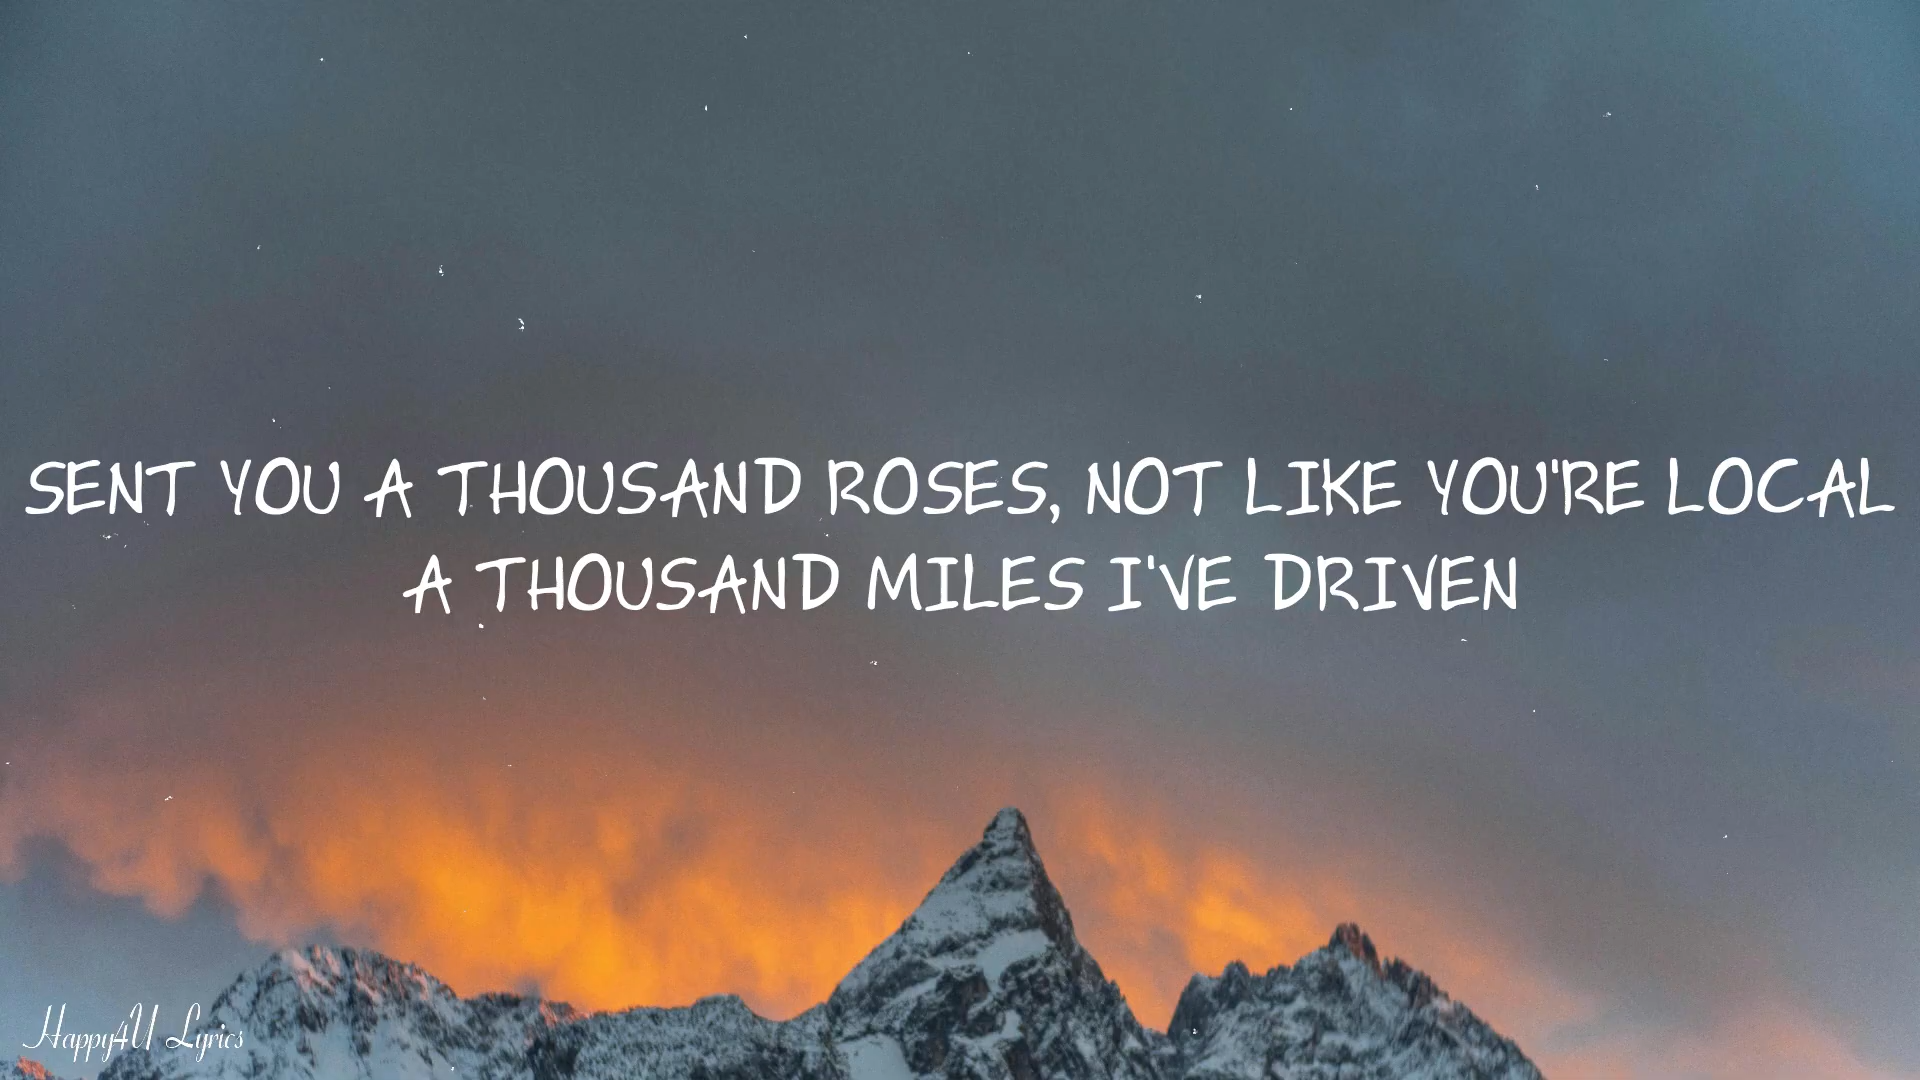 SENT YOU A THOUSAND ROSES, NOT LIKE YOU'RE LOCAL
A THOUSAND MILES I'VE DRIVEN
Happy4U Lyrics